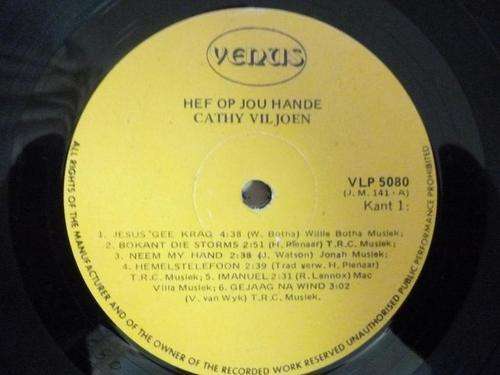 VENUS
HEF OP JOU HANDE
CATHY VILJOEN
VLP 5080
(J. M. 141 - A)
Kant 1:
1. JESUS GEE KRAG 4:38 (W. Botha) Willie Botha Musiek;
2. BOKANT DIE STORMS 2:51 (H. Pienaar) T.R.C. Musiek;
3. NEEM MY HAND 2:38 (J. Watson) Jonah Musiek;
4. HEMELSTELEFOON 2:39 (Trad verw. H. Pienaar)
T.R.C. Musiek; 5. IMANUEL 2:31 (R. Lennox) Mac
Villa Musiek; 6. GEJAAG NA WIND 3:02
(V. van Wyk) T.R.C. Musiek.
ALL RIGHTS OF THE MANUFACTURER AND OF THE OWNER OF THE RECORDED WORK RESERVED UNAUTHORISED PUBLIC PERFORMANCE PROHIBITED